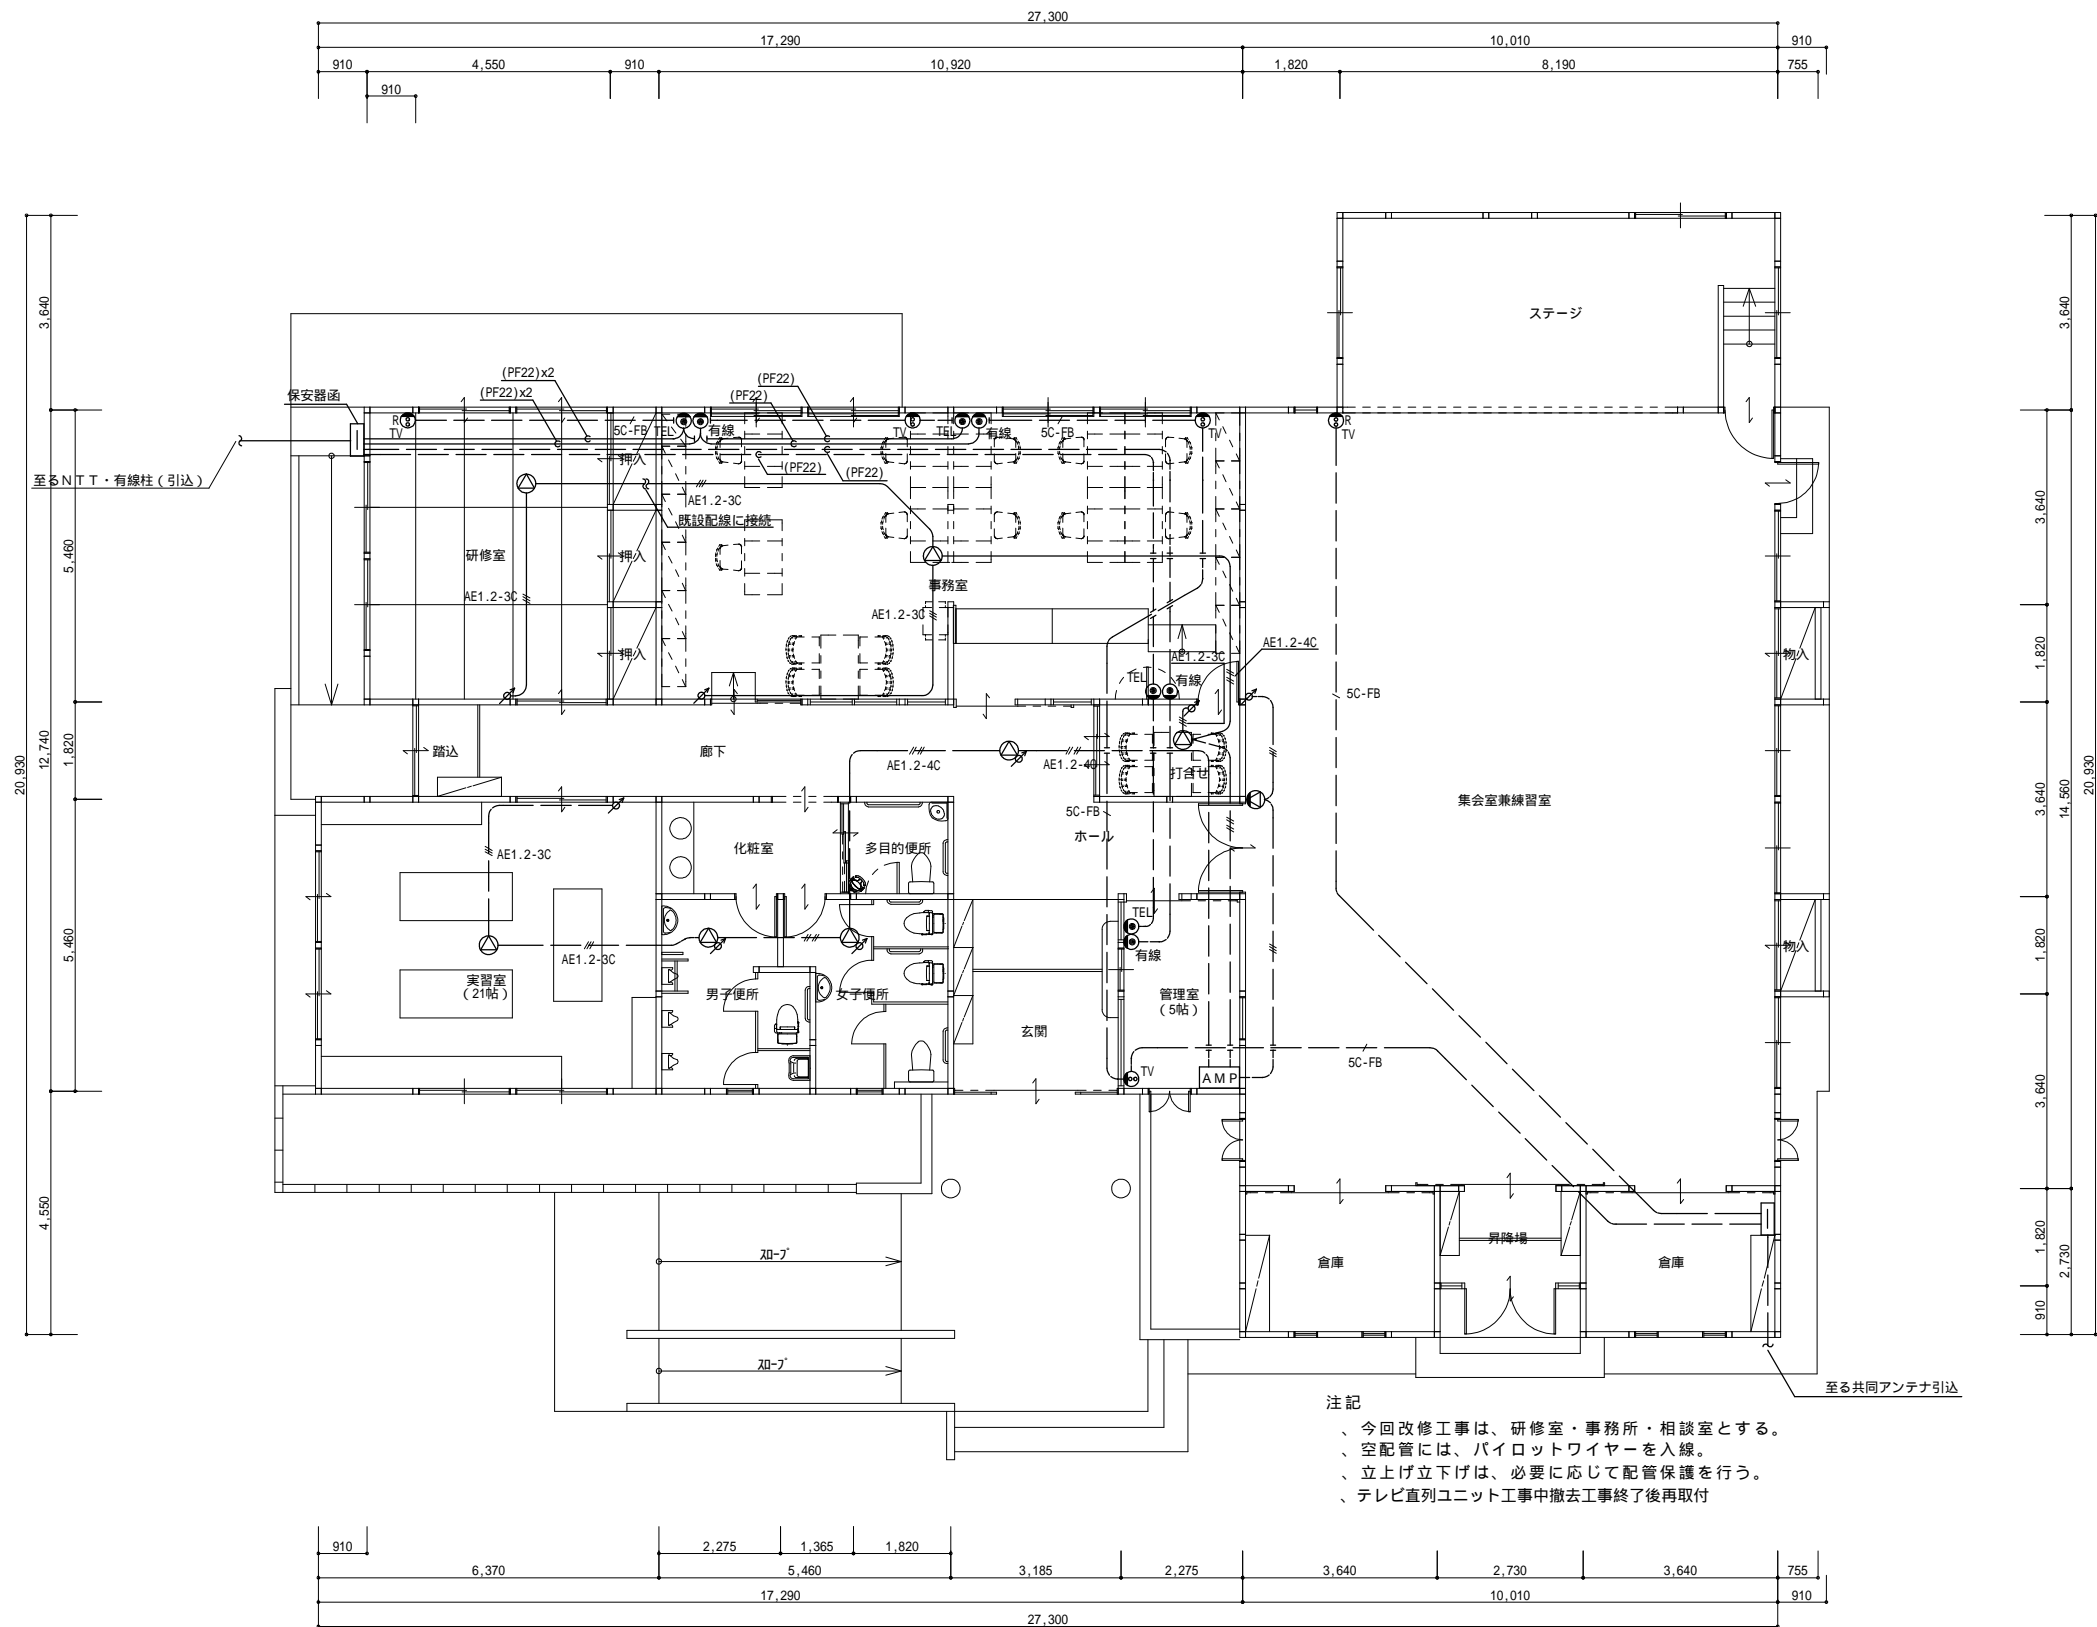 27,300
17,290
10,010
910
910
4,550
910
10,920
1,820
8,190
755
910
3,640
3,640
ステージ
保安器函
(PF22)x2
(PF22)x2
(PF22)
(PF22)
R
TV
5C-FB
TEL
有線
TV
TEL
有線
5C-FB
TV
R
TV
至るＮＴＴ・有線柱（引込）
押入
(PF22)
(PF22)
AE1.2-3C
既設配線に接続
5,460
研修室
押入
3,640
事務室
AE1.2-3C
AE1.2-3C
押入
AE1.2-3C
AE1.2-4C
物入
1,820
TEL
有線
5C-FB
20,930
12,740
1,820
踏込
廊下
AE1.2-4C
AE1.2-4C
打合せ
集会室兼練習室
3,640
14,560
20,930
5C-FB
ホール
AE1.2-3C
化粧室
多目的便所
TEL
有線
物入
1,820
5,460
AE1.2-3C
実習室
（21帖）
男子便所
女子便所
管理室
（5帖）
玄関
5C-FB
TV
ＡＭＰ
3,640
4,550
ｽﾛｰﾌﾟ
倉庫
昇降場
倉庫
1,820
2,730
910
ｽﾛｰﾌﾟ
至る共同アンテナ引込
注記
、今回改修工事は、研修室・事務所・相談室とする。
、空配管には、パイロットワイヤーを入線。
、立上げ立下げは、必要に応じて配管保護を行う。
、テレビ直列ユニット工事中撤去工事終了後再取付
910
2,275
1,365
1,820
6,370
5,460
3,185
2,275
3,640
2,730
3,640
755
17,290
10,010
910
27,300